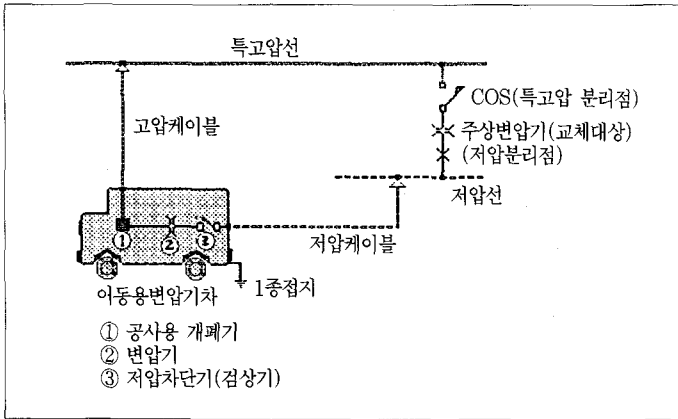 특고압선
COS(특고압 분리점)
고압케이블
주상변압기(교체대상)
(저압분리점)
저압선
① ② ③
저압케이블
이동용변압기차
1종접지
① 공사용 개폐기
② 변압기
③ 저압차단기(검상기)